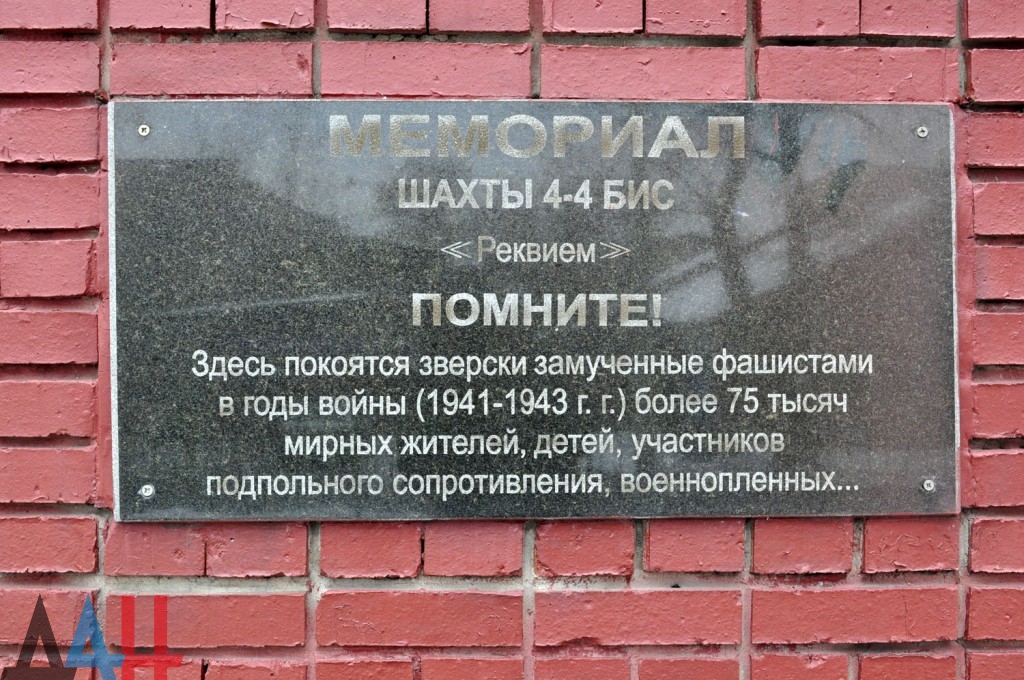 МЕМОРИАЛ
ШАХТЫ 4-4 БИС
≪Реквием≫
ПОМНИТЕ!
Здесь покоятся зверски замученные фашистами
в годы войны (1941-1943 г. г.) более 75 тысяч
мирных жителей, детей, участников
подпольного сопротивления, военнопленных...
ДАН